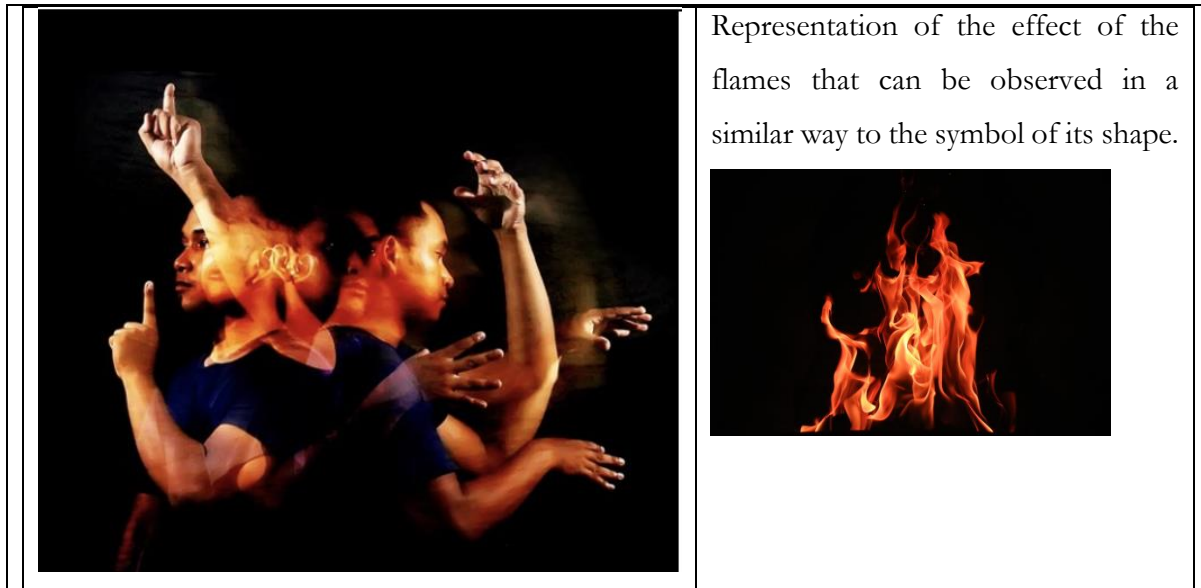 Representation of the effect of the
flames that can be observed in a
similar way to the symbol of its shape.